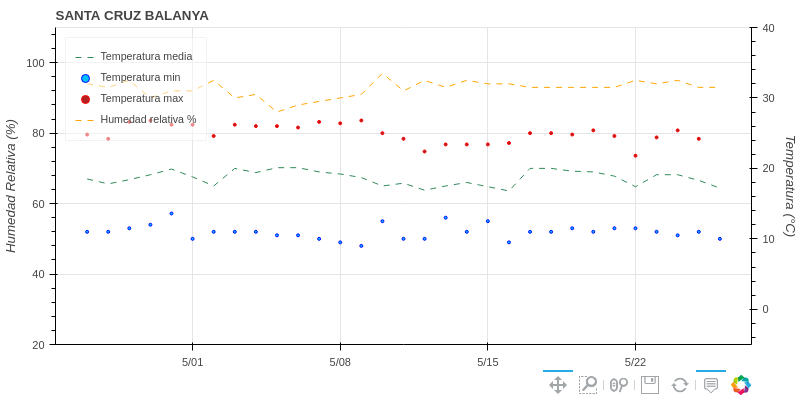 SANTA CRUZ BALANYA
Temperatura media
Temperatura min
Temperatura max
Humedad relativa %
Humedad Relativa (%)
100
80
60
40
20
40
30
20
10
0
Temperatura (°C)
5/01
5/08
5/15
5/22